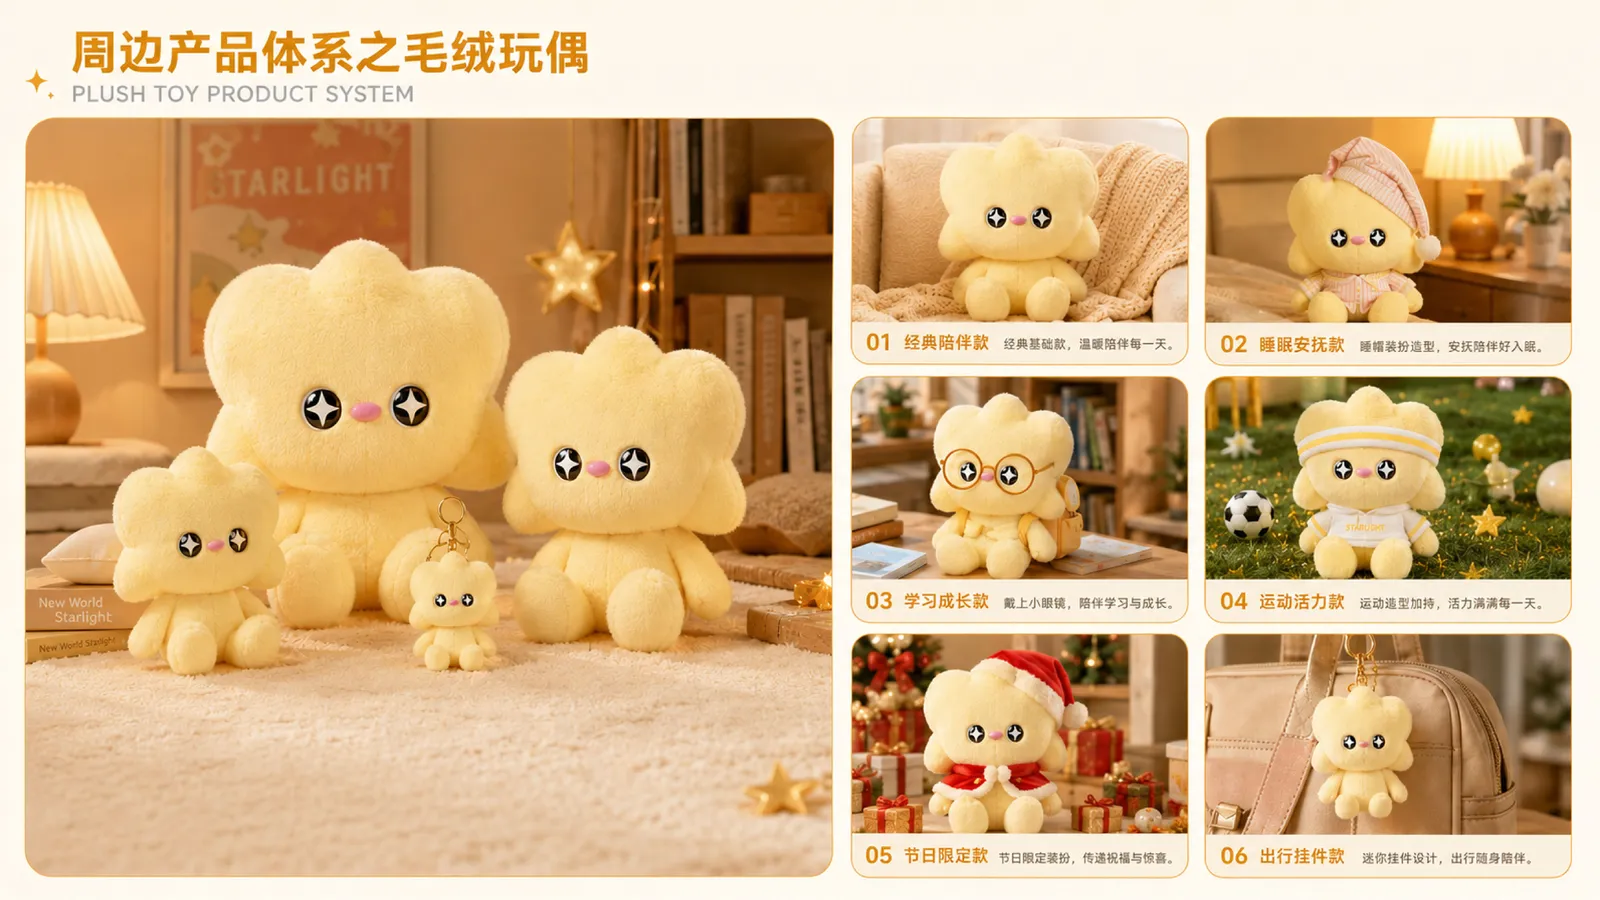 周边产品体系之毛绒玩偶
PLUSH TOY PRODUCT SYSTEM
STARLIGHT
New World
Starlight
New World Starlight
01 经典陪伴款 经典基础款，温暖陪伴每一天。
02 睡眠安抚款 睡帽装扮造型，安抚陪伴好入眠。
03 学习成长款 戴上小眼镜，陪伴学习与成长。
STARLIGHT
04 运动活力款 运动造型加持，活力满满每一天。
05 节日限定款 节日限定装扮，传递祝福与惊喜。
06 出行挂件款 迷你挂件设计，出行随身陪伴。